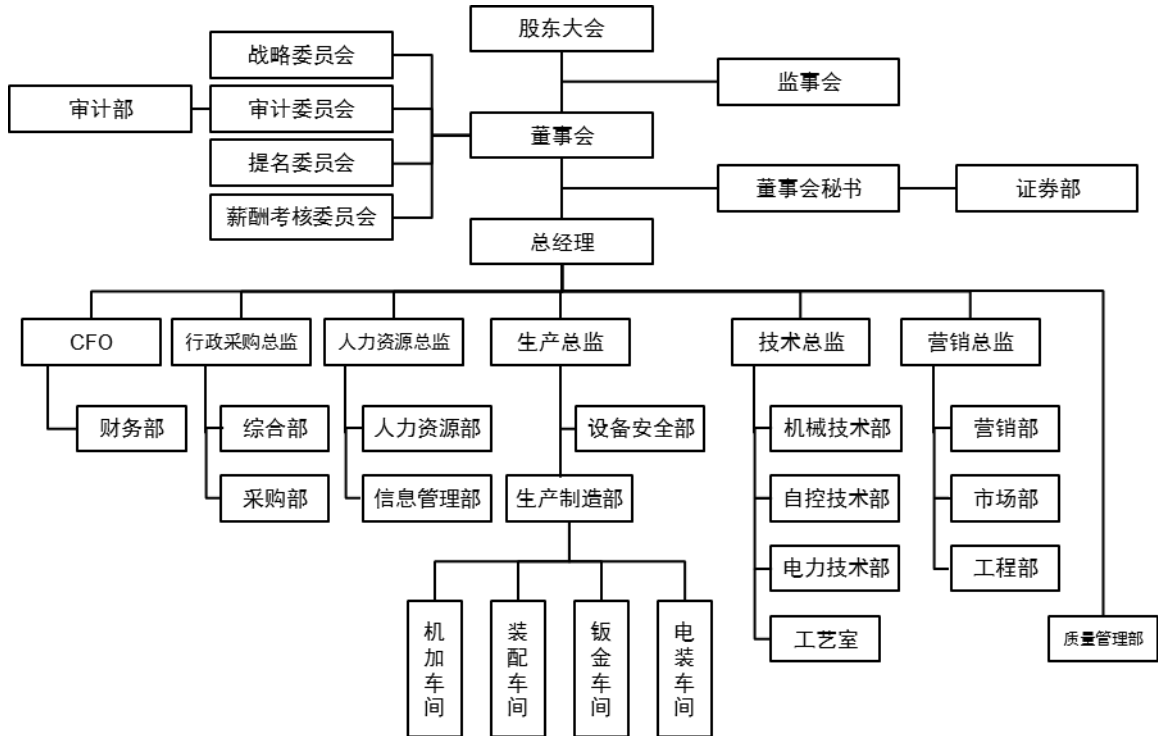 股东大会
战略委员会
监事会
审计部
审计委员会
董事会
提名委员会
董事会秘书
证券部
薪酬考核委员会
总经理
CFO
行政采购总监
人力资源总监
生产总监
技术总监
营销总监
财务部
综合部
人力资源部
设备安全部
机械技术部
营销部
采购部
信息管理部
生产制造部
自控技术部
市场部
电力技术部
工程部
机加车间
装配车间
钣金车间
电装车间
工艺室
质量管理部